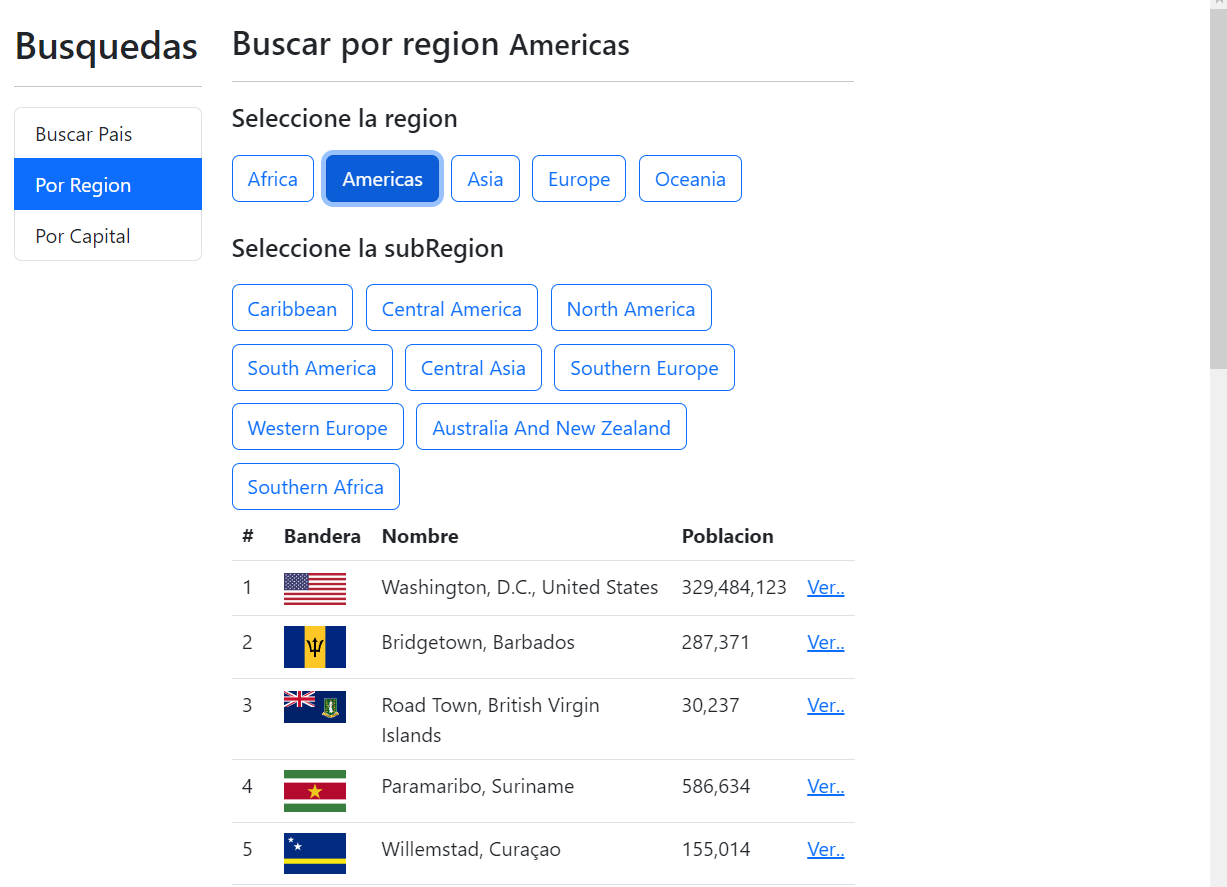 Busquedas
Buscar Pais
Por Region
Por Capital
Buscar por region Americas
Seleccione la region
Africa Americas Asia Europe Oceania
Seleccione la subRegion
Caribbean Central America North America
South America Central Asia Southern Europe
Western Europe Australia And New Zealand
Southern Africa
# Bandera Nombre Poblacion
1 Washington, D.C., United States 329,484,123 Ver..
2 Bridgetown, Barbados 287,371 Ver..
3 Road Town, British Virgin 30,237 Ver..
Islands
4 Paramaribo, Suriname 586,634 Ver..
5 Willemstad, Curaçao 155,014 Ver..